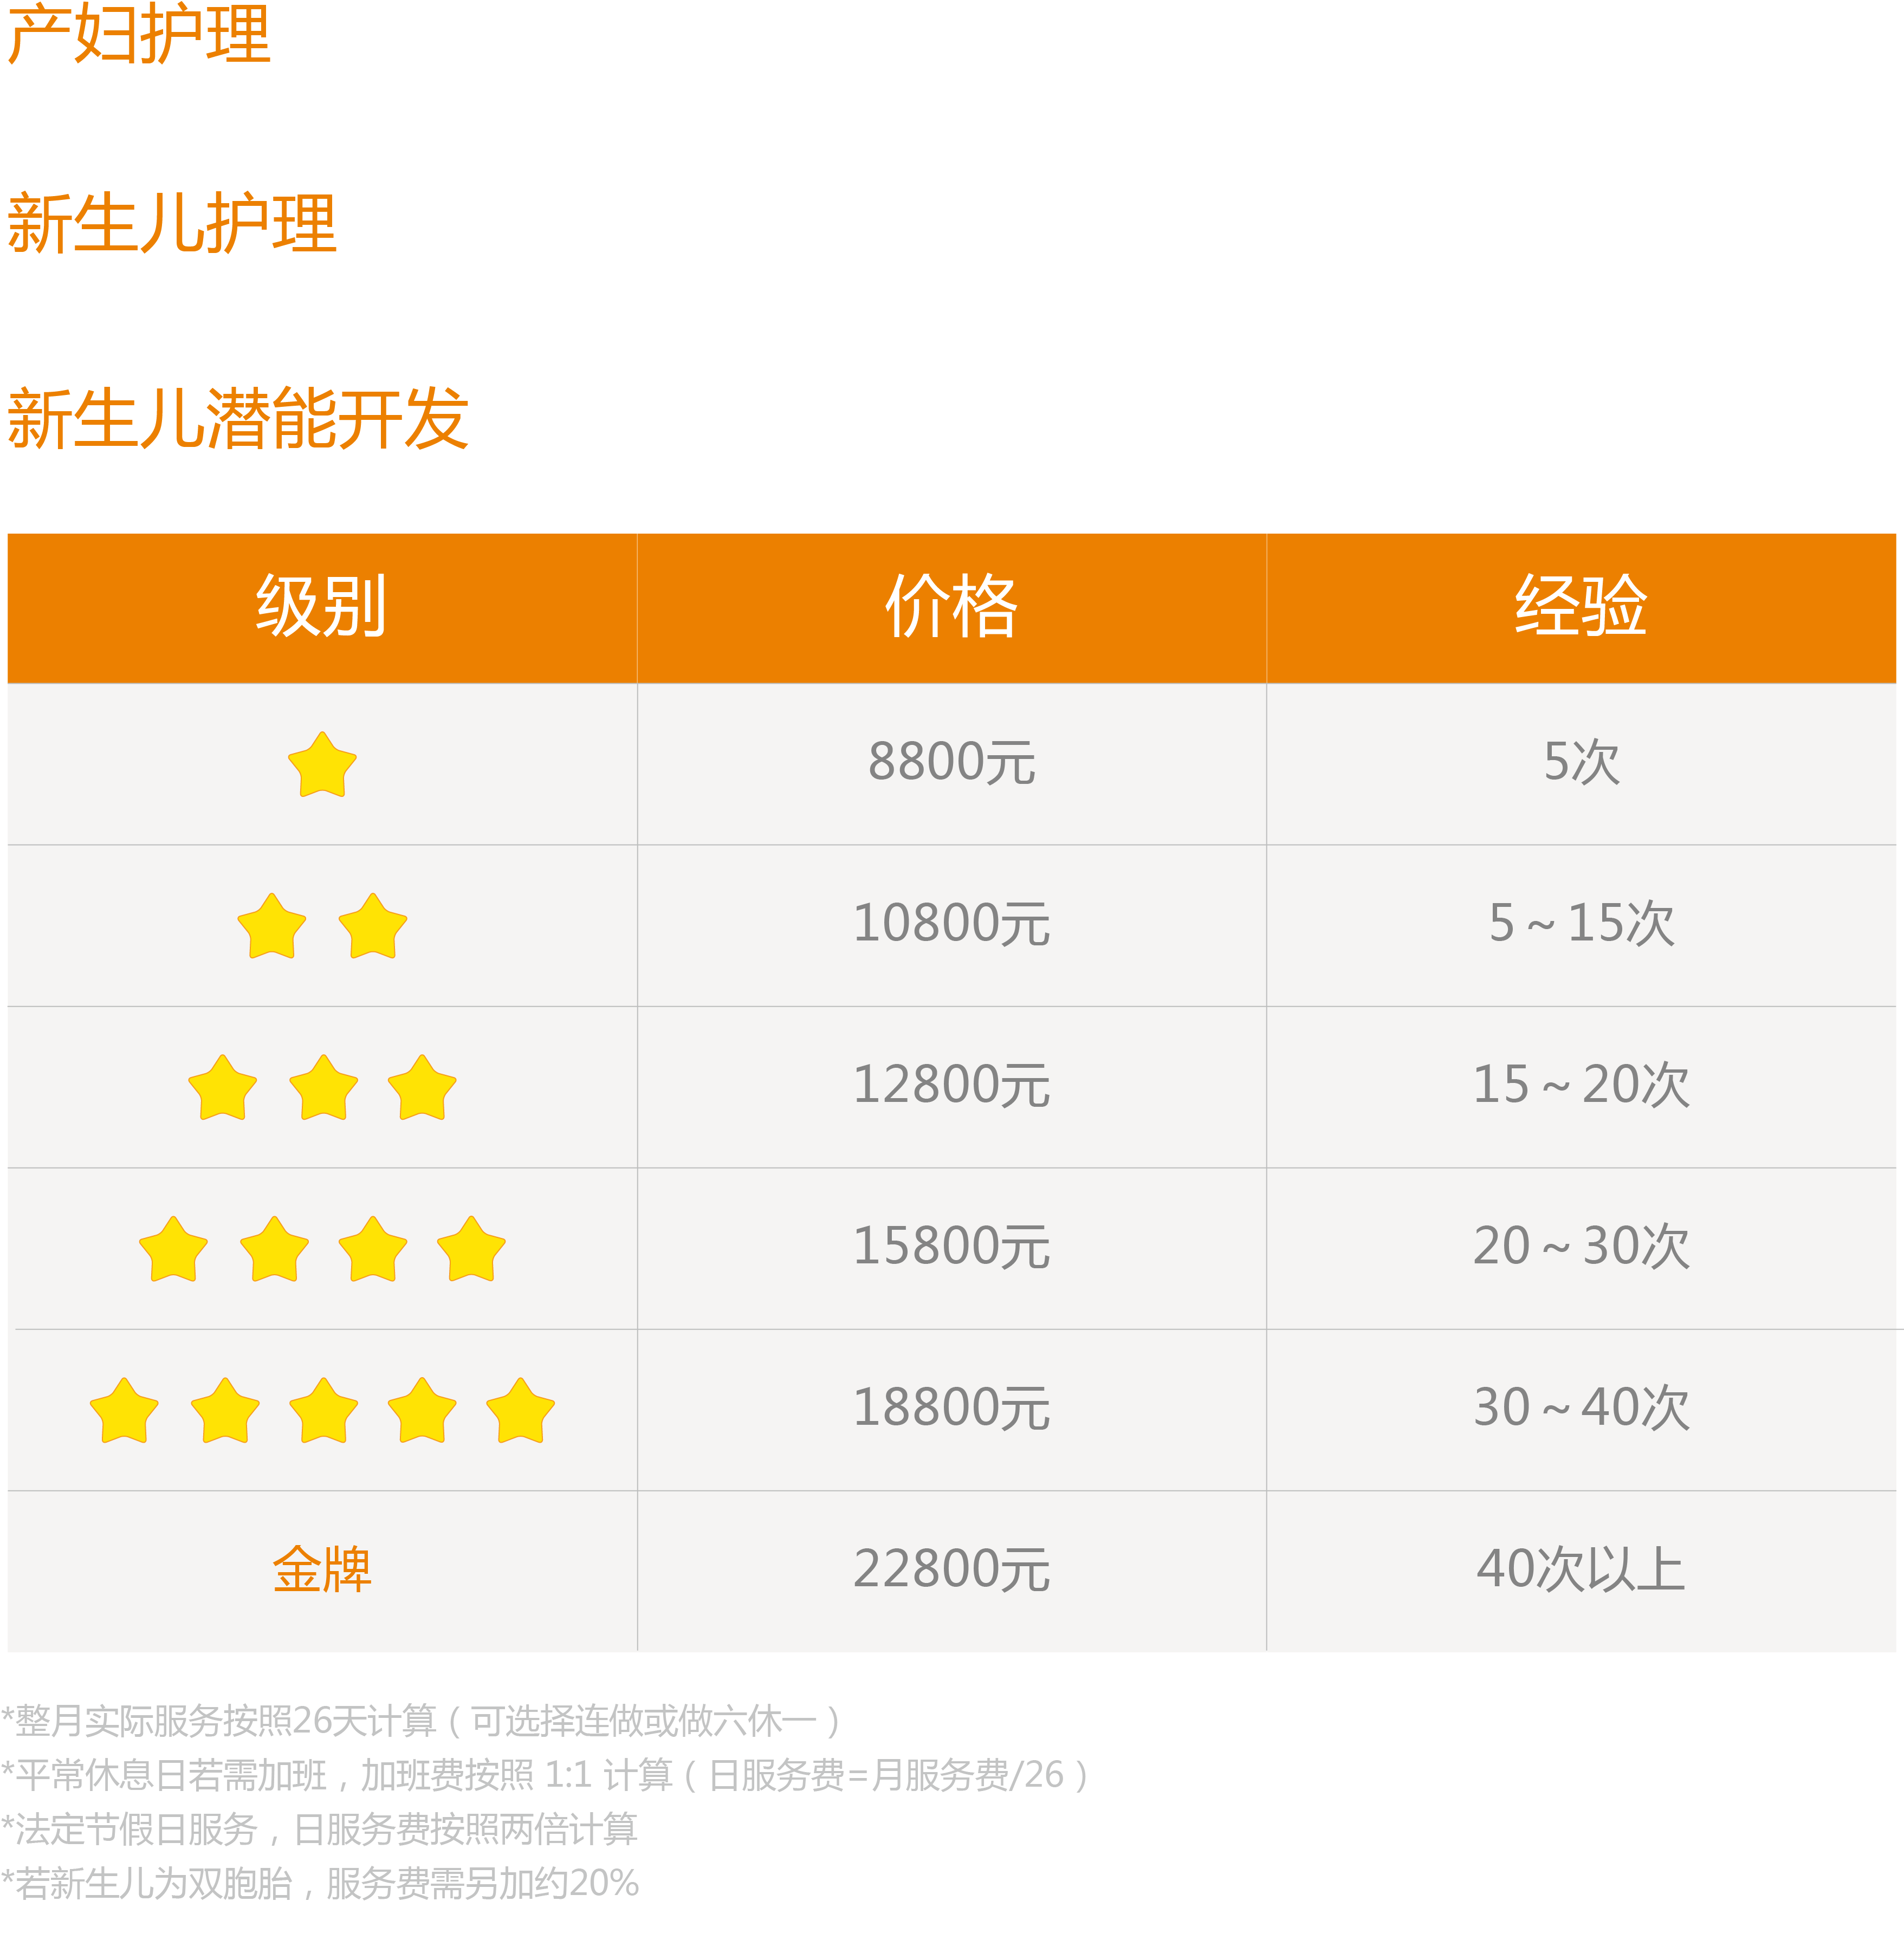 产妇护理
新生儿护理
新生儿潜能开发
级别 价格 经验
8800元 5次
10800元 5 ~ 15次
12800元 15 ~ 20次
15800元 20 ~ 30次
18800元 30 ~ 40次
金牌 22800元 40次以上
*整月实际服务按照26天计算（可选择连做或做六休一）
*平常休息日若需加班，加班费按照 1:1 计算（日服务费=月服务费/26）
*法定节假日服务，日服务费按照两倍计算
*若新生儿为双胞胎，服务费需另加约20%